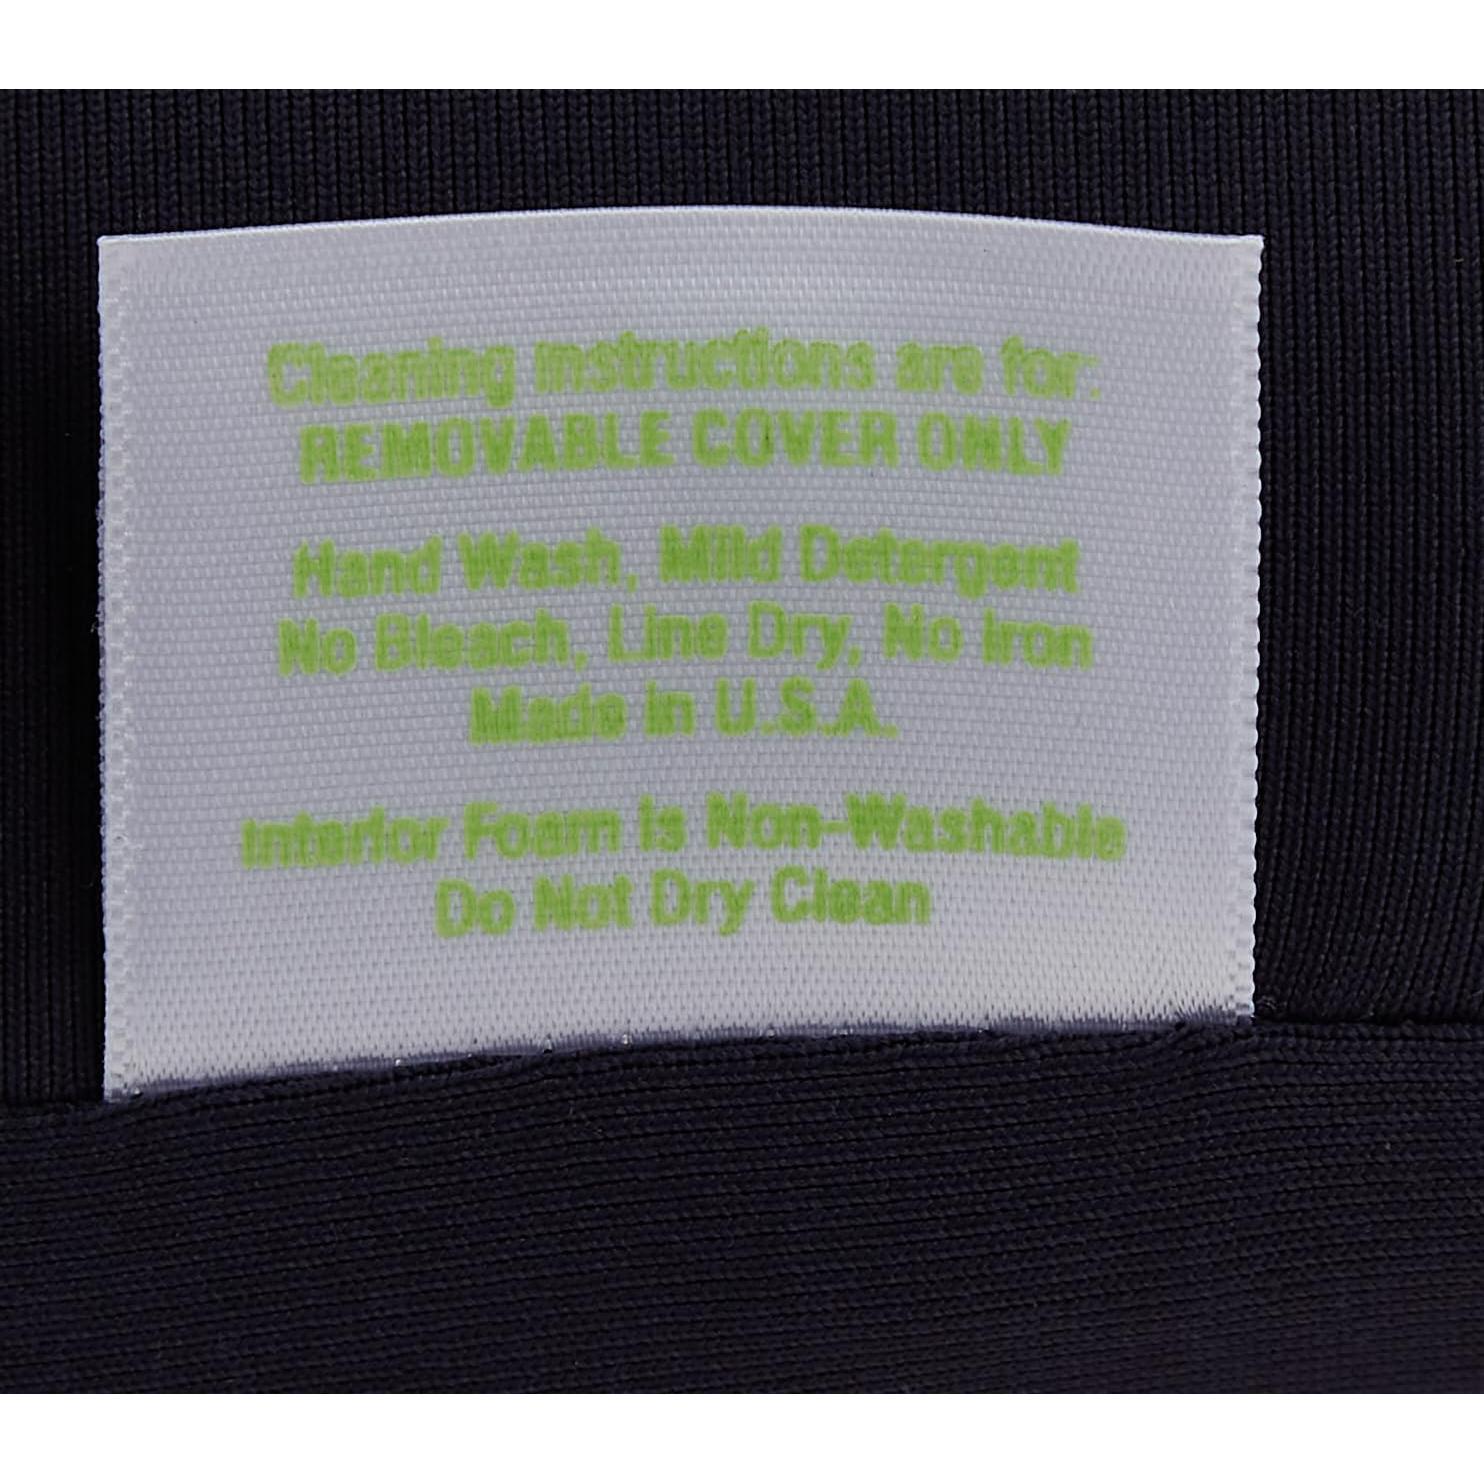 Cleaning instructions are for:
REMOVABLE COVER ONLY
Hand Wash, Mild Detergent
No Bleach, Line Dry, No Iron
Made in U.S.A.
Interior Foam is Non-Washable
Do Not Dry Clean